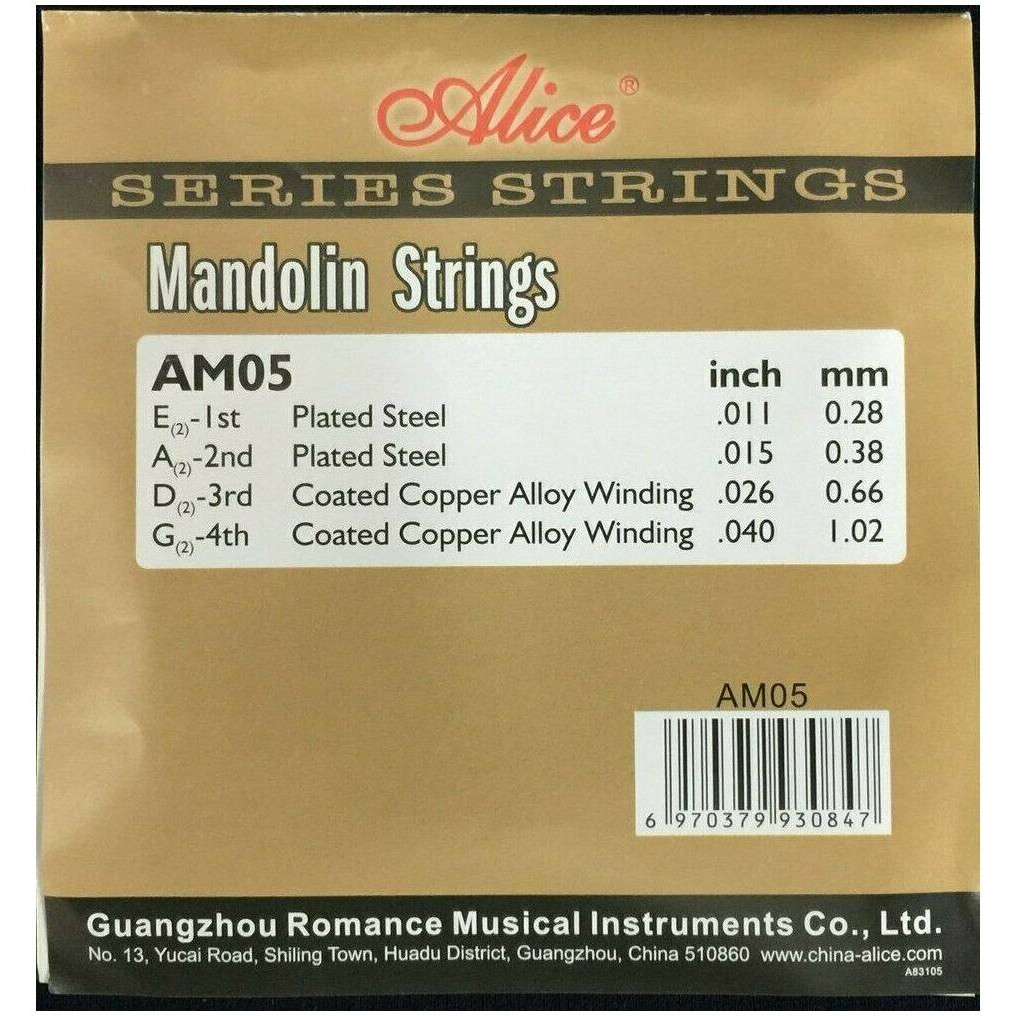 Alice®
SERIES STRINGS
Mandolin Strings
AM05 inch mm
E(2)-1st Plated Steel .011 0.28
A(2)-2nd Plated Steel .015 0.38
D(2)-3rd Coated Copper Alloy Winding .026 0.66
G(2)-4th Coated Copper Alloy Winding .040 1.02
AM05
6 970379 930847
Guangzhou Romance Musical Instruments Co., Ltd.
No. 13, Yucai Road, Shiling Town, Huadu District, Guangzhou, China 510860 www.china-alice.com
A83105